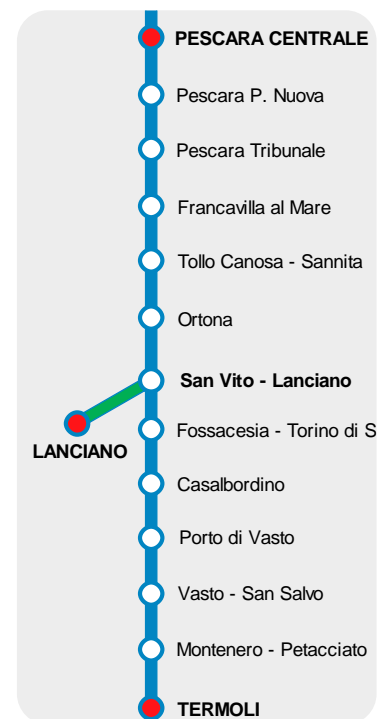 PESCARA CENTRALE
Pescara P. Nuova
Pescara Tribunale
Francavilla al Mare
Tollo Canosa - Sannita
Ortona
San Vito - Lanciano
LANCIANO
Fossacesia - Torino di S
Casalbordino
Porto di Vasto
Vasto - San Salvo
Montenero - Petacciato
TERMOLI